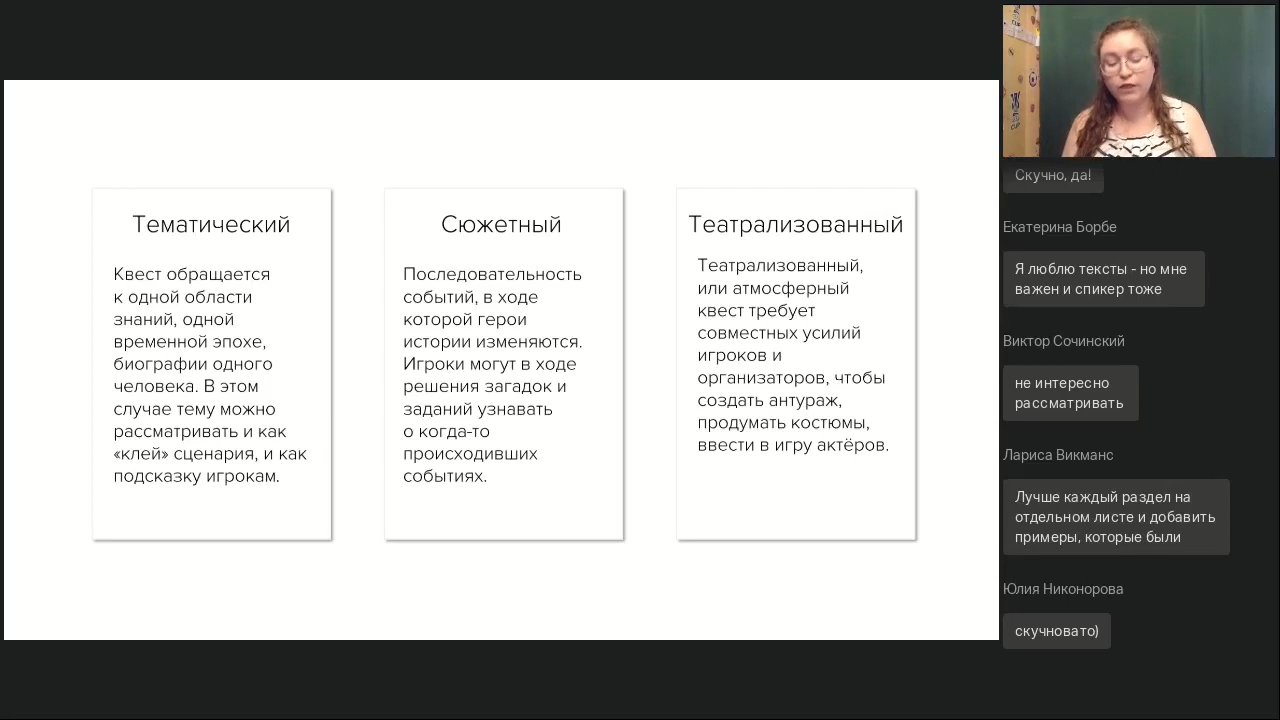 Тематический
Квест обращается
к одной области
знаний, одной
временной эпохе,
биографии одного
человека. В этом
случае тему можно
рассматривать и как
«клей» сценария, и как
подсказку игрокам.
Сюжетный
Последовательность
событий, в ходе
которой герои
истории изменяются.
Игроки могут в ходе
решения загадок и
заданий узнавать
о когда-то
происходивших
событиях.
Театрализованный
Театрализованный,
или атмосферный
квест требует
совместных усилий
игроков и
организаторов, чтобы
создать антураж,
продумать костюмы,
ввести в игру актёров.
Скучно, да!
Екатерина Борбе
Я люблю тексты - но мне
важен и спикер тоже
Виктор Сочинский
не интересно
рассматривать
Лариса Викманс
Лучше каждый раздел на
отдельном листе и добавить
примеры, которые были
Юлия Никонорова
скучновато)